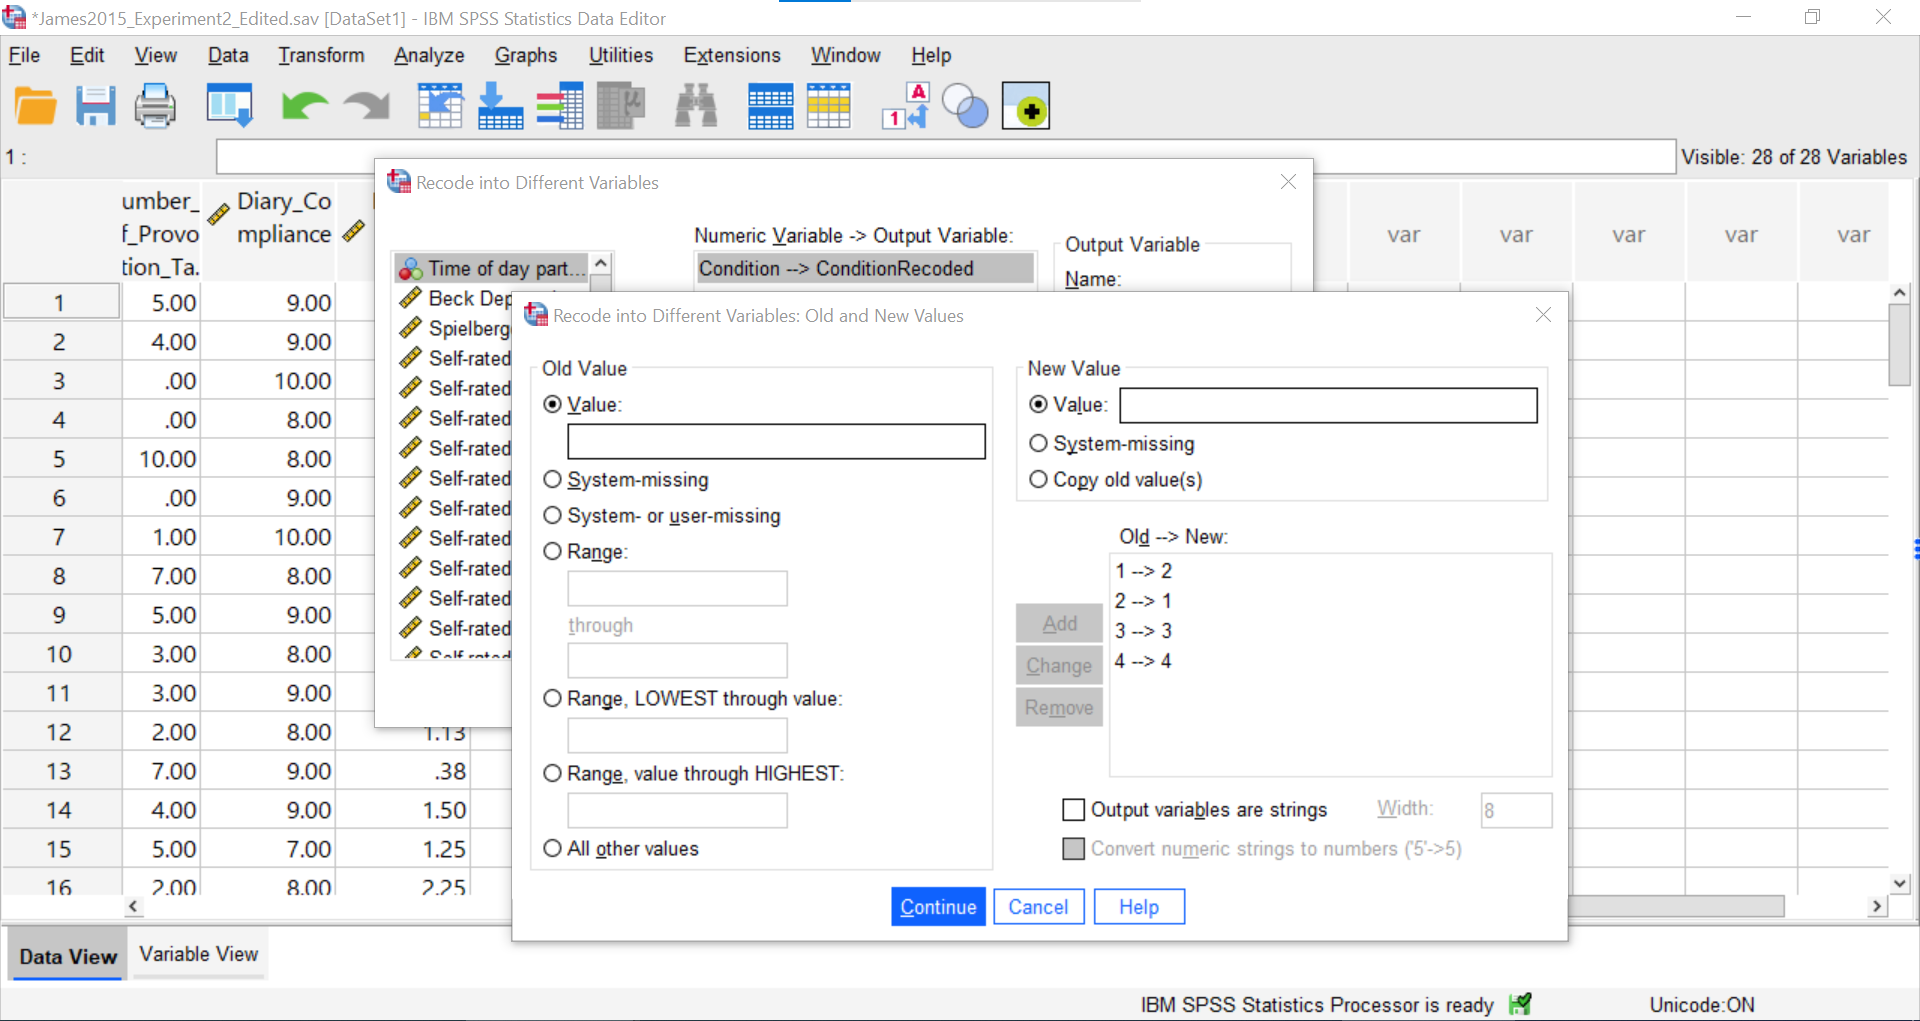 *James2015_Experiment2_Edited.sav [DataSet1] - IBM SPSS Statistics Data Editor
File Edit View Data Transform Analyze Graphs Utilities Extensions Window Help
1 :
Visible: 28 of 28 Variables
umber_
f_Provo
tion_Ta.
Diary_Co
mpliance
var var var var var
1 5.00 9.00
2 4.00 9.00
3 .00 10.00
4 .00 8.00
5 10.00 8.00
6 .00 9.00
7 1.00 10.00
8 7.00 8.00
9 5.00 9.00
10 3.00 8.00
11 3.00 9.00
12 2.00 8.00 1.13
13 7.00 9.00 .38
14 4.00 9.00 1.50
15 5.00 7.00 1.25
16 2.00 8.00 2.25
Recode into Different Variables
Time of day part...
Beck Dep
Spielberg
Self-rated
Self-rated
Self-rated
Self-rated
Self-rated
Self-rated
Self-rated
Self-rated
Self-rated
Self-rated
Self-rated
Numeric Variable -> Output Variable:
Condition --> ConditionRecoded
Output Variable
Name:
Recode into Different Variables: Old and New Values
Old Value
Value:
System-missing
System- or user-missing
Range:
through
Range, LOWEST through value:
Range, value through HIGHEST:
All other values
New Value
Value:
System-missing
Copy old value(s)
Old --> New:
1 --> 2
2 --> 1
3 --> 3
4 --> 4
Add
Change
Remove
Output variables are strings Width: 8
Convert numeric strings to numbers ('5'->5)
Continue Cancel Help
Data View Variable View
IBM SPSS Statistics Processor is ready Unicode:ON